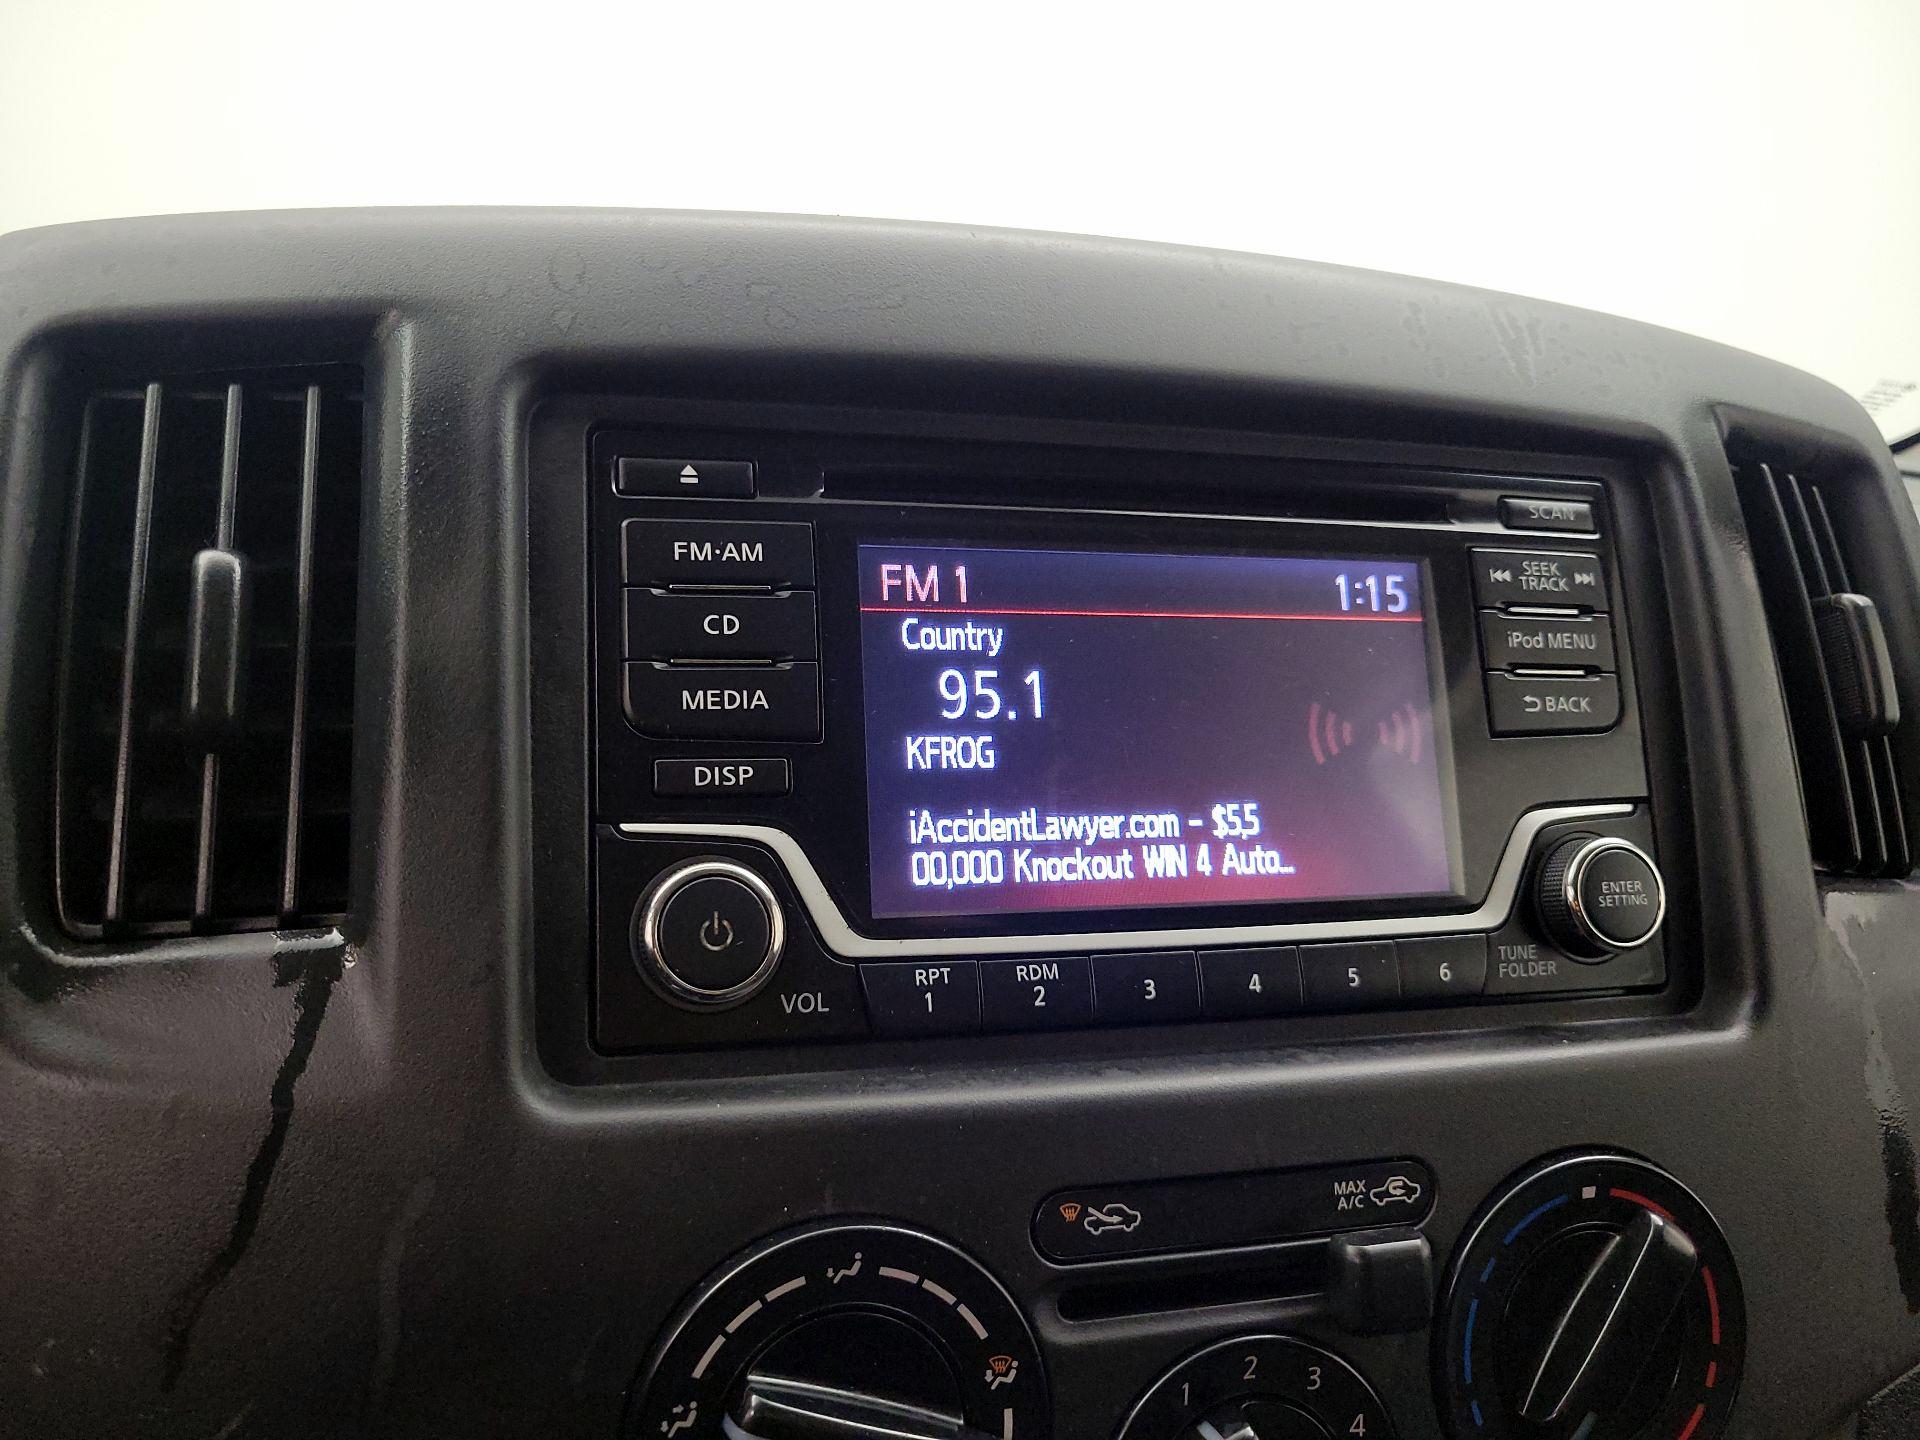 SCAN
FM·AM
CD
MEDIA
DISP
VOL
FM 1
1:15
Country
95.1
KFROG
iAccidentLawyer.com - $5,5
00,000 Knockout WIN 4 Auto...
SEEK
TRACK
iPod MENU
BACK
ENTER
SETTING
TUNE
FOLDER
RPT
1
RDM
2
3
4
5
6
MAX
A/C
1
2
3
4